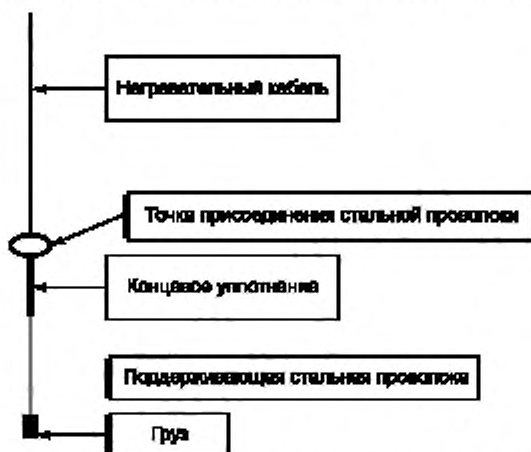 Нагревательный кабель
Точка присоединения стальной проволоки
Концевое уплотнение
Поддерживающая стальная проволока
Груз